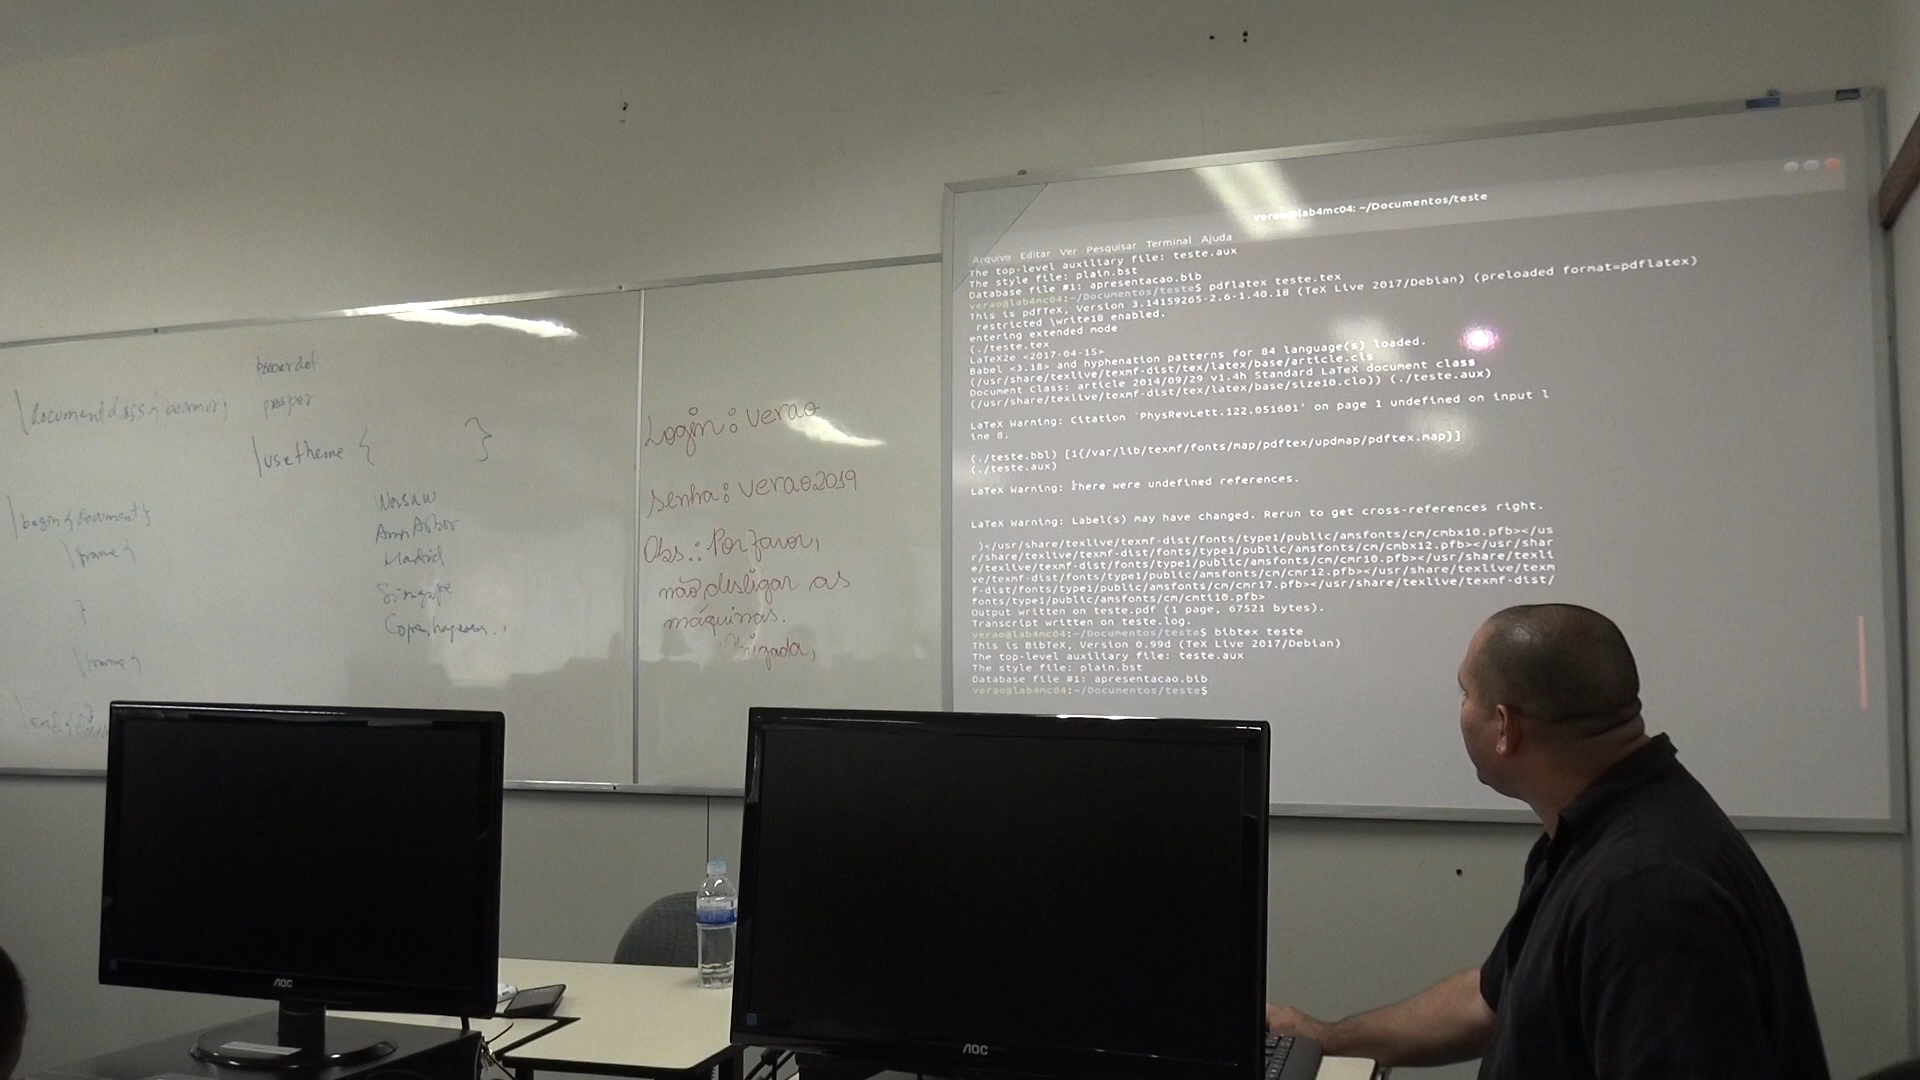 \documentclass{beamer}
prosper
\usetheme { }
Warsaw
AnnArbor
Madrid
Copenhagen..
\begin{document}
\frame{
}
\frame{
Login: verao
senha: verao2019
Obs.: Por favor,
não desligar as
máquinas.
Obrigada,
verao@lab4mc04: ~/Documentos/teste
Arquivo Editar Ver Pesquisar Terminal Ajuda
The top-level auxiliary file: teste.aux
The style file: plain.bst
Database file #1: apresentacao.bib
verao@lab4mc04:~/Documentos/teste$ pdflatex teste.tex
This is pdfTeX, Version 3.14159265-2.6-1.40.18 (TeX Live 2017/Debian) (preloaded format=pdflatex)
restricted \write18 enabled.
entering extended mode
(./teste.tex
LaTeX2e <2017-04-15>
Babel <3.18> and hyphenation patterns for 84 language(s) loaded.
(/usr/share/texlive/texmf-dist/tex/latex/base/article.cls
Document Class: article 2014/09/29 v1.4h Standard LaTeX document class
(/usr/share/texlive/texmf-dist/tex/latex/base/size10.clo)) (./teste.aux)
LaTeX Warning: Citation `PhysRevLett.122.051601' on page 1 undefined on input l
ine 8.
(./teste.bbl) [1{/var/lib/texmf/fonts/map/pdftex/updmap/pdftex.map}]
(./teste.aux)
LaTeX Warning: There were undefined references.
LaTeX Warning: Label(s) may have changed. Rerun to get cross-references right.
)</usr/share/texlive/texmf-dist/fonts/type1/public/amsfonts/cm/cmbx10.pfb></us
r/share/texlive/texmf-dist/fonts/type1/public/amsfonts/cm/cmbx12.pfb></usr/shar
e/texlive/texmf-dist/fonts/type1/public/amsfonts/cm/cmr10.pfb></usr/share/texli
ve/texmf-dist/fonts/type1/public/amsfonts/cm/cmr12.pfb></usr/share/texlive/texm
f-dist/fonts/type1/public/amsfonts/cm/cmr17.pfb></usr/share/texlive/texmf-dist/
fonts/type1/public/amsfonts/cm/cmti10.pfb>
Output written on teste.pdf (1 page, 67521 bytes).
Transcript written on teste.log.
verao@lab4mc04:~/Documentos/teste$ bibtex teste
This is BibTeX, Version 0.99d (TeX Live 2017/Debian)
The top-level auxiliary file: teste.aux
The style file: plain.bst
Database file #1: apresentacao.bib
verao@lab4mc04:~/Documentos/teste$
AOC
AOC